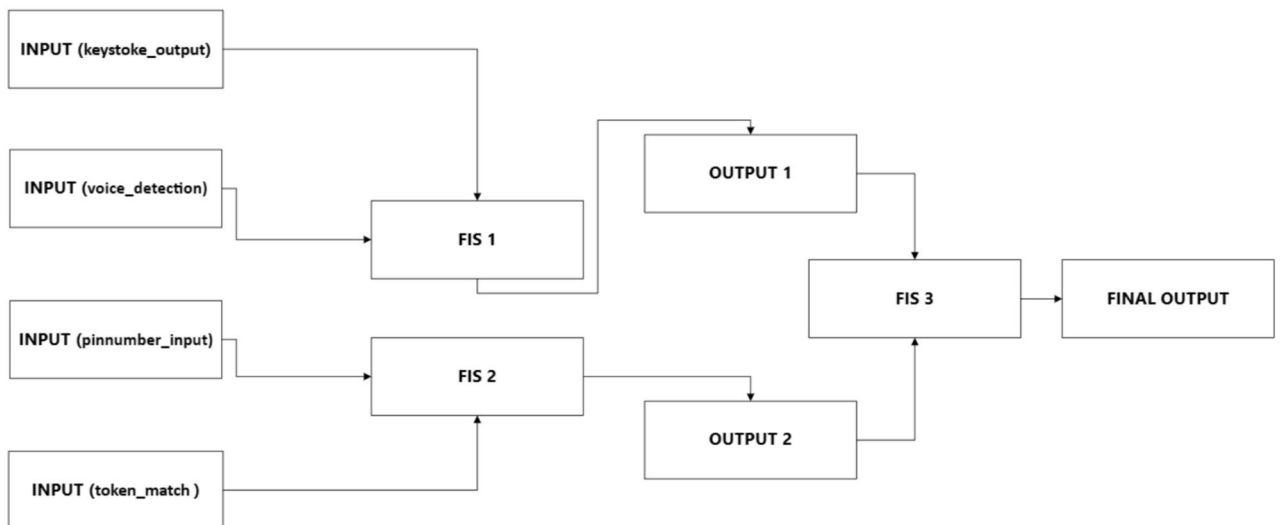 INPUT (keystoke_output)
INPUT (voice_detection)
FIS 1
OUTPUT 1
INPUT (pinnumber_input)
FIS 2
OUTPUT 2
INPUT (token_match )
FIS 3
FINAL OUTPUT